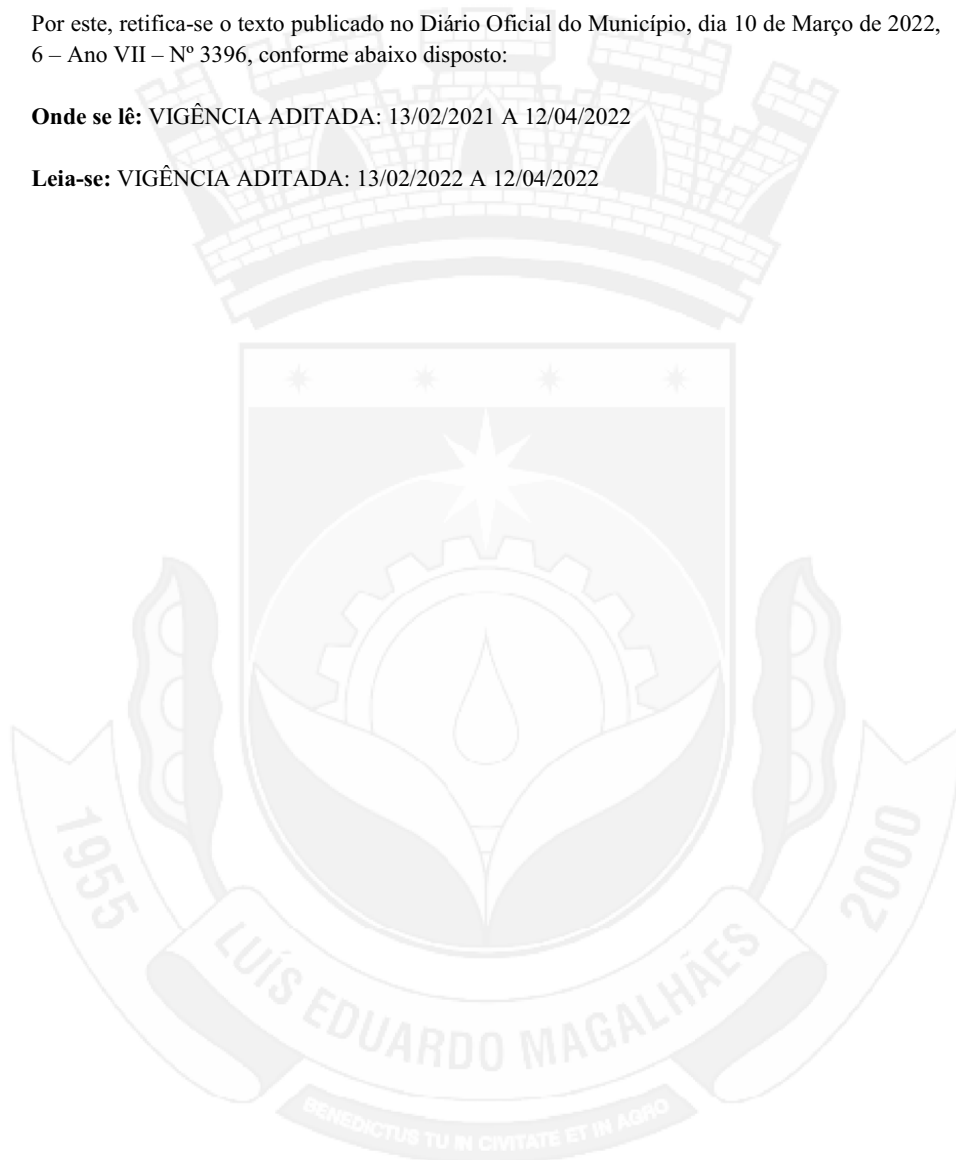 Por este, retifica-se o texto publicado no Diário Oficial do Município, dia 10 de Março de 2022,
6 – Ano VII – Nº 3396, conforme abaixo disposto:
Onde se lê: VIGÊNCIA ADITADA: 13/02/2021 A 12/04/2022
Leia-se: VIGÊNCIA ADITADA: 13/02/2022 A 12/04/2022
1955
2000
LUÍS EDUARDO MAGALHÃES
BENEDICTUS TU IN CIVITATE ET IN AGRO